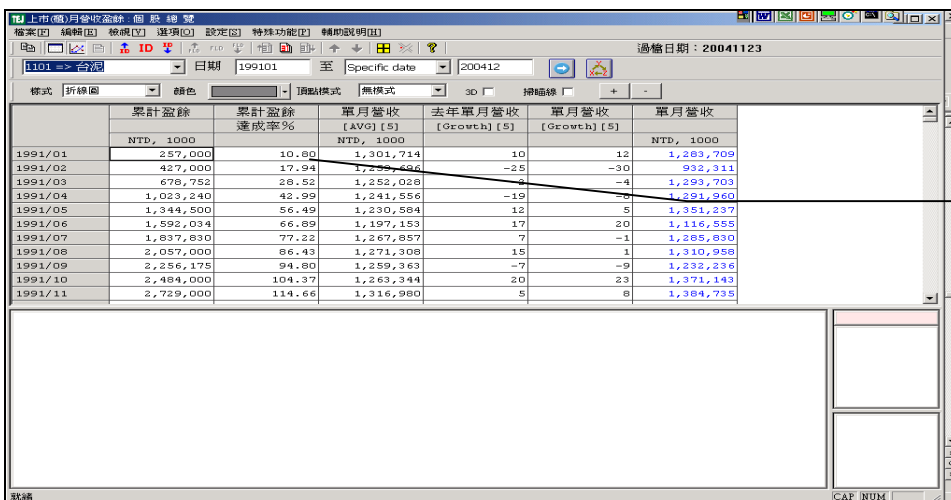 TEJ 上市(櫃)月營收盈餘:個 股 總 覽
檔案[F] 編輯[E] 檢視[V] 選項[O] 設定[S] 特殊功能[P] 輔助說明[H]
ID ID ID FLD 過檔日期:20041123
1101 => 台泥 日期 199101 至 Specific date 200412
樣式 折線圖 顏色 頂點模式 無模式 3D 掃瞄線 + -
累計盈餘 累計盈餘 單月營收 去年單月營收 單月營收 單月營收
達成率% [AVG][5] [Growth][5] [Growth][5]
NTD, 1000 NTD, 1000 NTD, 1000
1991/01 257,000 10.80 1,301,714 10 12 1,283,709
1991/02 427,000 17.94 1,259,696 -25 -30 932,311
1991/03 678,752 28.52 1,252,028 -4 1,293,703
1991/04 1,023,240 42.99 1,241,556 -19 1,291,960
1991/05 1,344,500 56.49 1,230,584 12 5 1,351,237
1991/06 1,592,034 66.89 1,197,153 17 20 1,116,555
1991/07 1,837,830 77.22 1,267,857 7 -1 1,285,830
1991/08 2,057,000 86.43 1,271,308 15 1 1,310,958
1991/09 2,256,175 94.80 1,259,363 -7 -9 1,232,236
1991/10 2,484,000 104.37 1,263,344 20 23 1,371,143
1991/11 2,729,000 114.66 1,316,980 5 8 1,384,735
就緒 CAP NUM